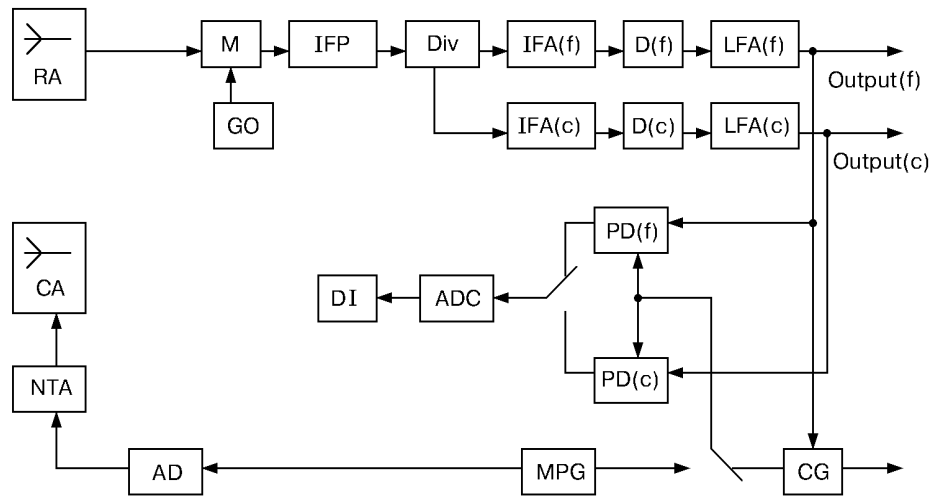 RA
M
IFP
Div
IFA(f)
D(f)
LFA(f)
Output(f)
GO
IFA(c)
D(c)
LFA(c)
Output(c)
CA
PD(f)
DI
ADC
PD(c)
NTA
AD
MPG
CG